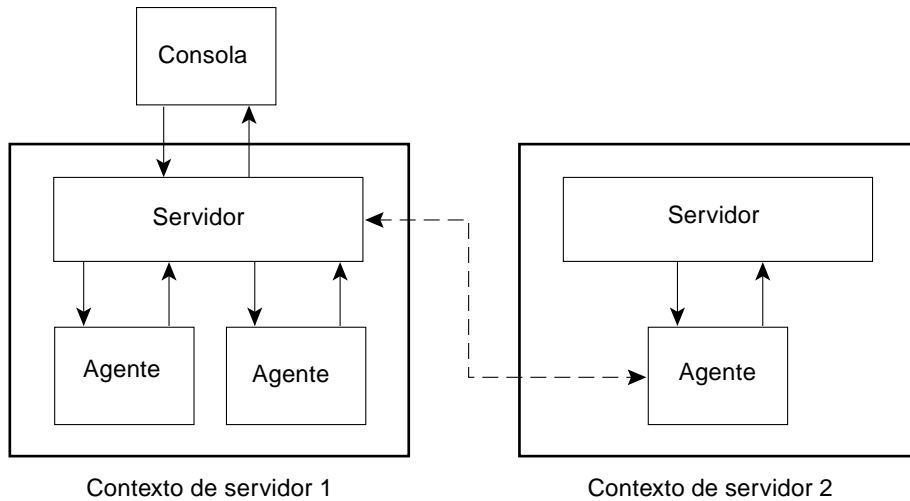 Consola
Servidor
Servidor
Agente
Agente
Agente
Contexto de servidor 1
Contexto de servidor 2